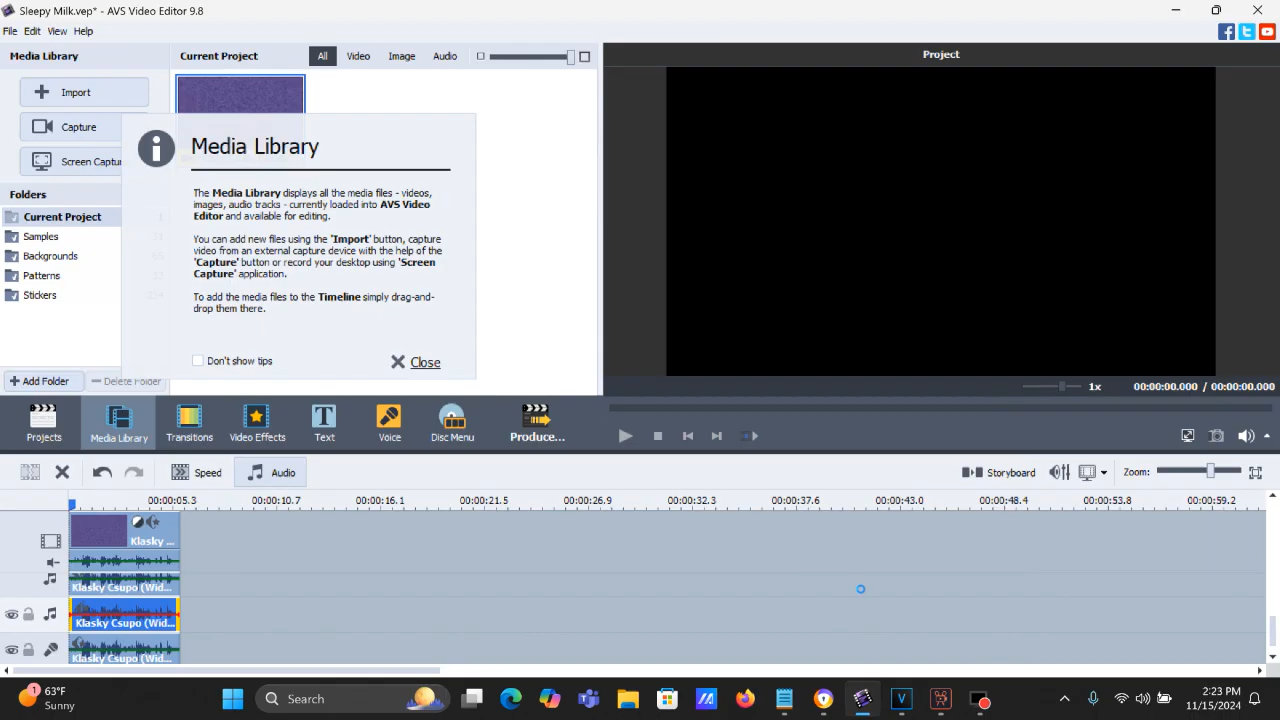 Sleepy Milk.vep* - AVS Video Editor 9.8
File Edit View Help
Media Library
Current Project
All
Video
Image
Audio
Project
Import
Capture
Screen Captu
Folders
Current Project
Samples
Backgrounds
Patterns
Stickers
Add Folder
Delete Folder
Media Library
The Media Library displays all the media files - videos,
images, audio tracks - currently loaded into AVS Video
Editor and available for editing.
You can add new files using the 'Import' button, capture
video from an external capture device with the help of the
'Capture' button or record your desktop using 'Screen
Capture' application.
To add the media files to the Timeline simply drag-and-
drop them there.
Don't show tips
Close
1x
00:00:00.000 / 00:00:00.000
Projects
Media Library
Transitions
Video Effects
Text
Voice
Disc Menu
Produce...
Speed
Audio
Storyboard
Zoom:
00:00:05.3 00:00:10.7 00:00:16.1 00:00:21.5 00:00:26.9 00:00:32.3 00:00:37.6 00:00:43.0 00:00:48.4 00:00:53.8 00:00:59.2
Klasky ...
Klasky Csupo (Wid...
Klasky Csupo (Wid...
Klasky Csupo (Wid...
1
63°F
Sunny
Search
2:23 PM
11/15/2024